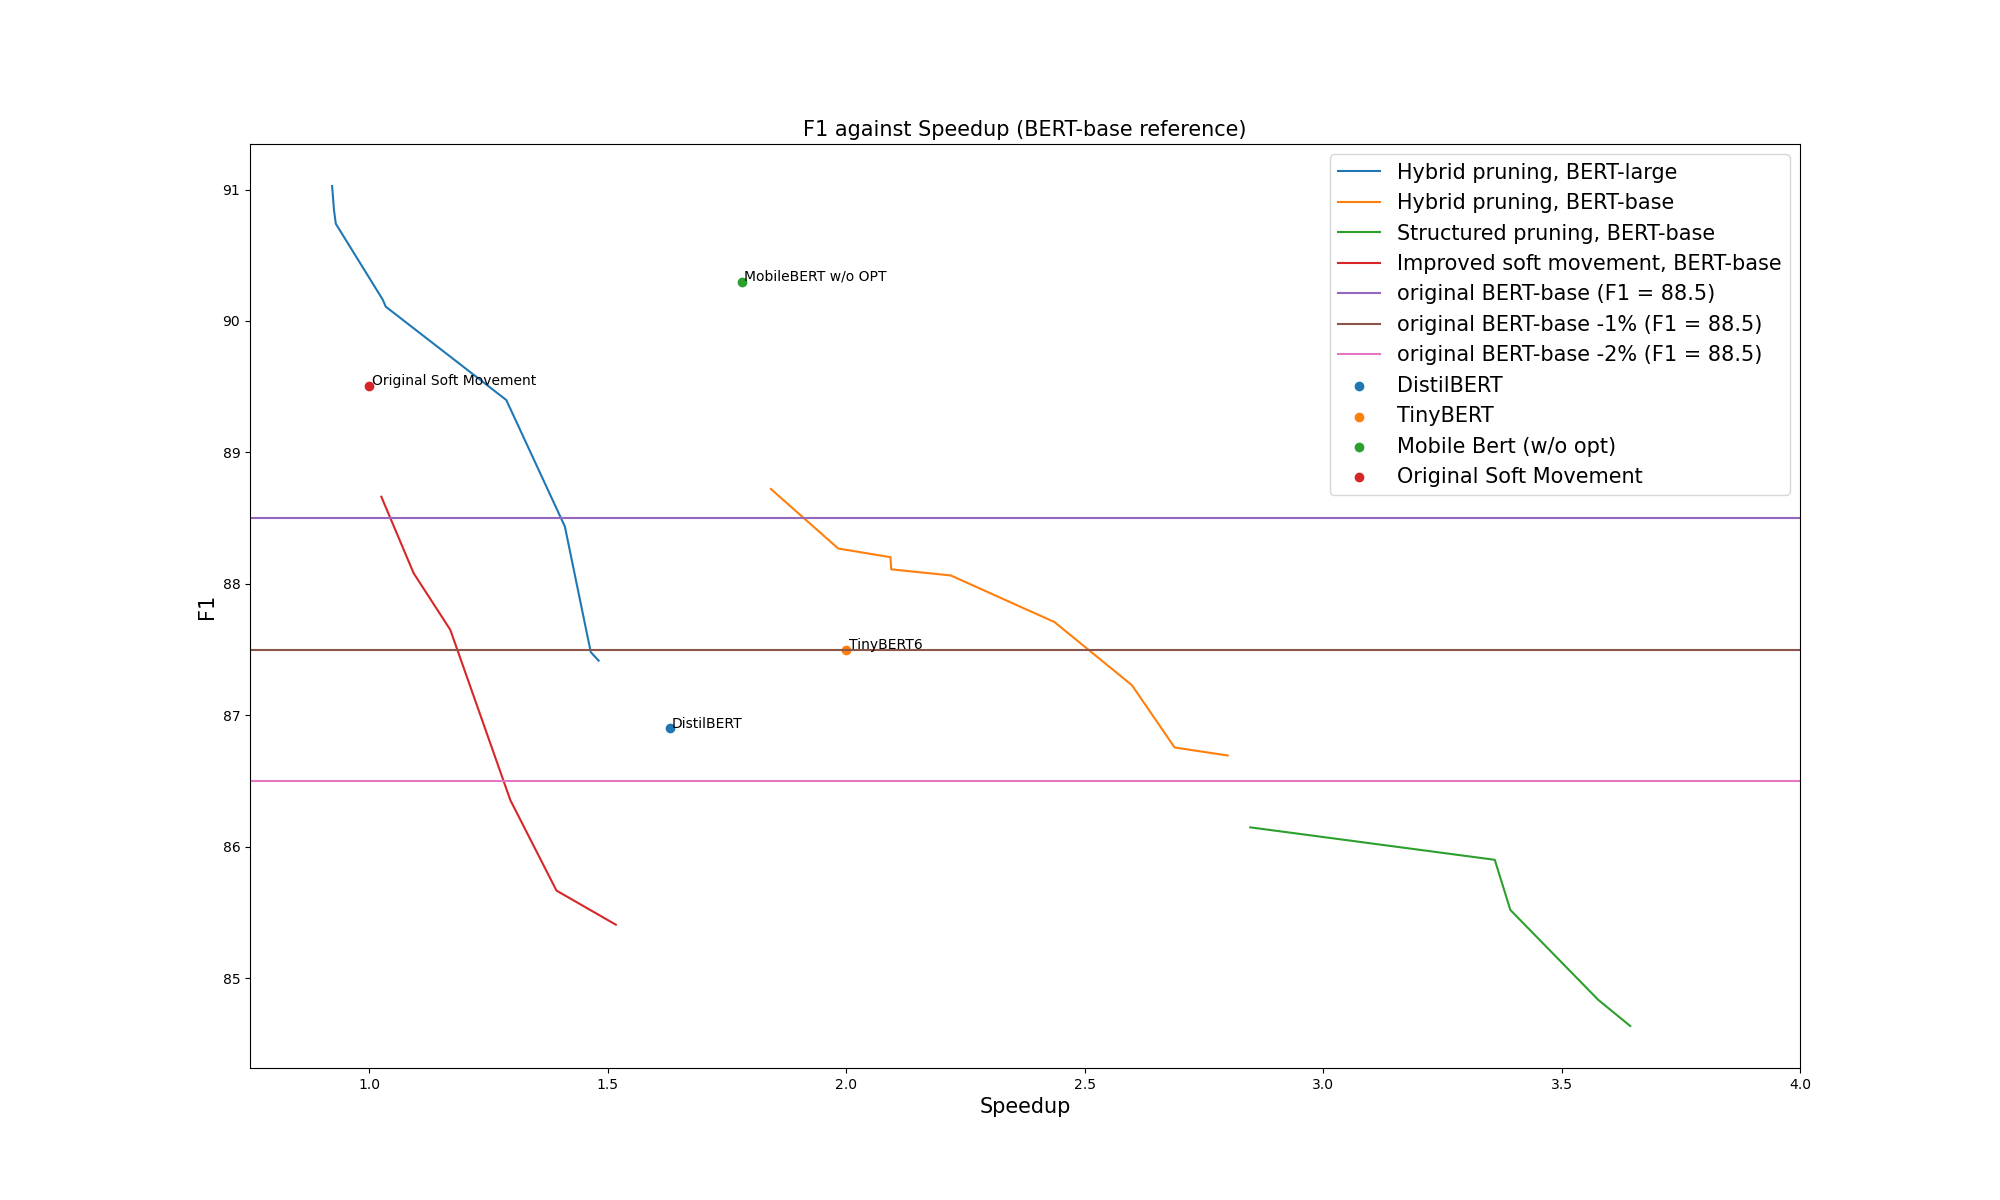 F1 against Speedup (BERT-base reference)
Hybrid pruning, BERT-large
Hybrid pruning, BERT-base
Structured pruning, BERT-base
Improved soft movement, BERT-base
original BERT-base (F1 = 88.5)
original BERT-base -1% (F1 = 88.5)
original BERT-base -2% (F1 = 88.5)
DistilBERT
TinyBERT
Mobile Bert (w/o opt)
Original Soft Movement
MobileBERT w/o OPT
Original Soft Movement
TinyBERT6
DistilBERT
F1
91
90
89
88
87
86
85
1.0
1.5
2.0
2.5
3.0
3.5
4.0
Speedup